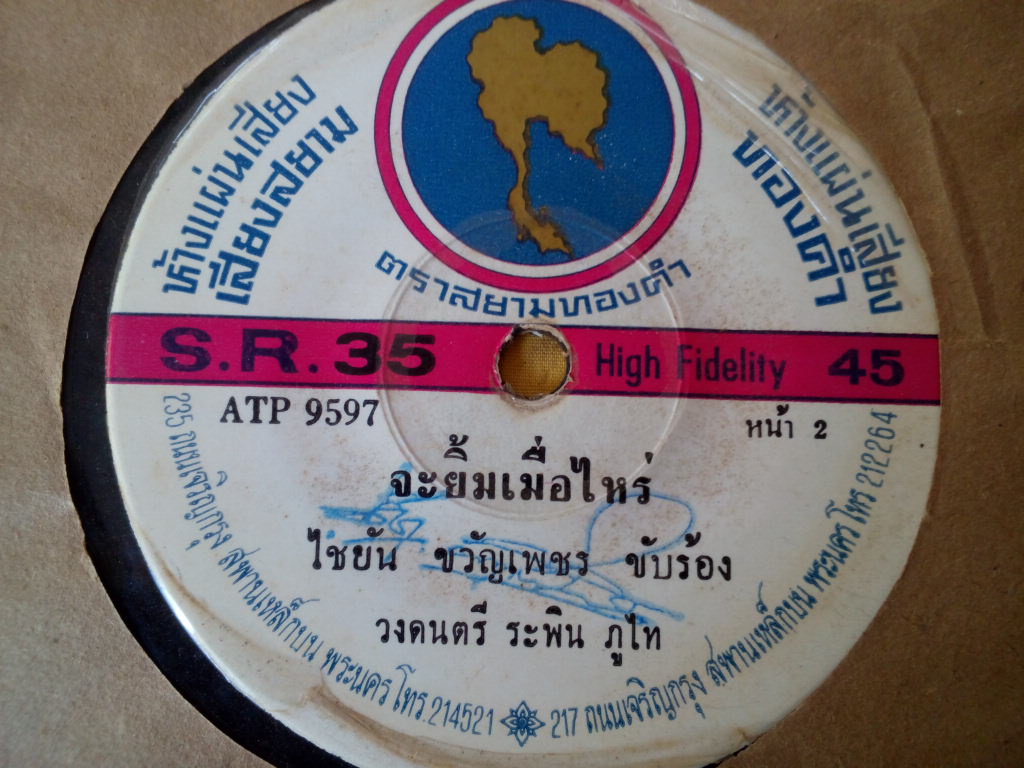 ห้างแผ่นเสียง
เสียงสยาม
ห้างแผ่นเสียง
ทองคำ
ตราสยามทองคำ
S.R. 35 High Fidelity 45
ATP 9597
หน้า 2
จะยิ้มเมื่อไหร่
ไชยัน ขวัญเพชร ขับร้อง
วงดนตรี ระพิน ภูไท
235 ถนนเจริญกรุง สพานเหล็กบน พระนคร โทร. 214521
217 ถนนเจริญกรุง สพานเหล็กบน พระนคร โทร 212264